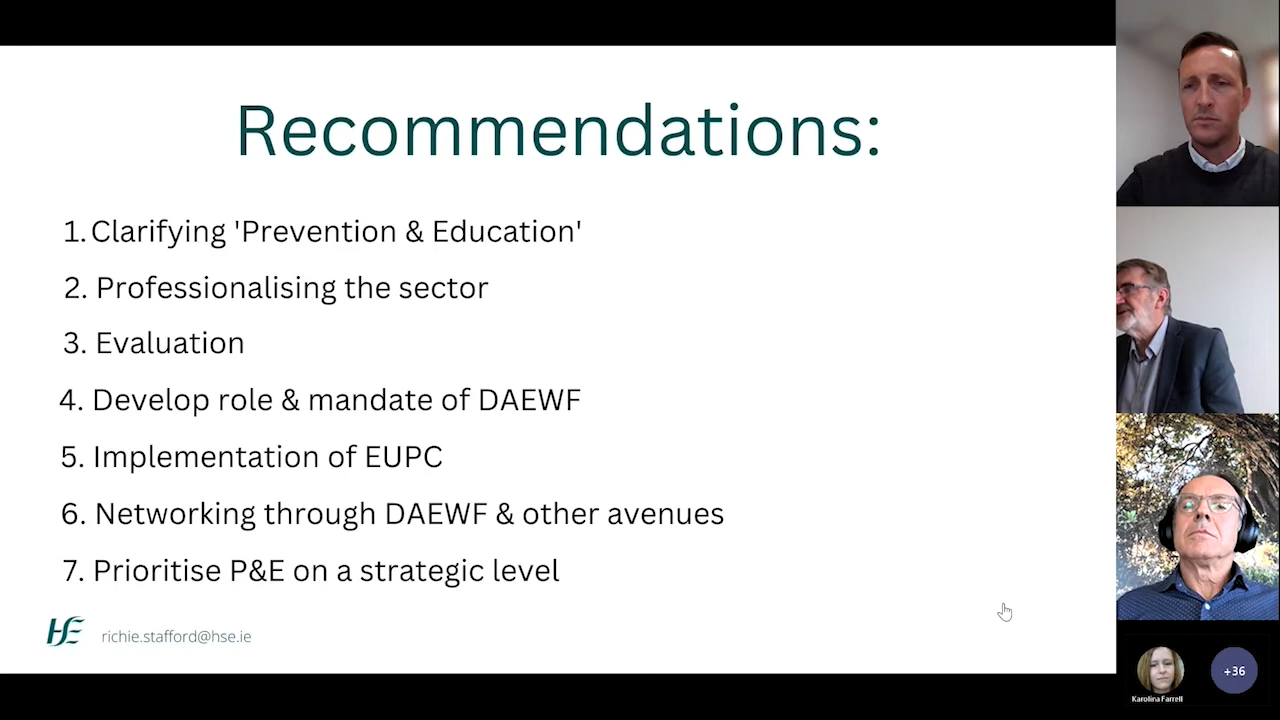 Recommendations:
1. Clarifying 'Prevention & Education'
2. Professionalising the sector
3. Evaluation
4. Develop role & mandate of DAEWF
5. Implementation of EUPC
6. Networking through DAEWF & other avenues
7. Prioritise P&E on a strategic level
HE richie.stafford@hse.ie
Karolina Farrell
+36